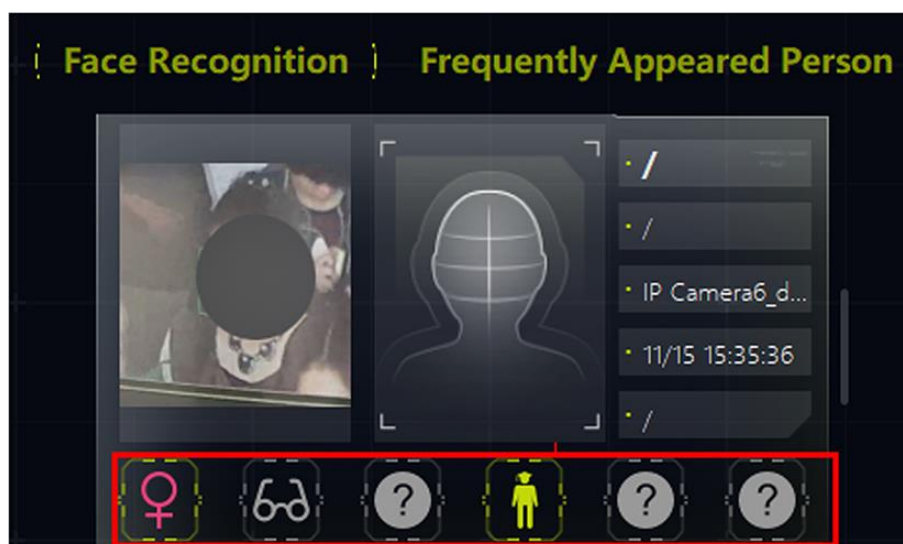 Face Recognition
Frequently Appeared Person
/
/
IP Camera6_d...
11/15 15:35:36
/
? ? ?